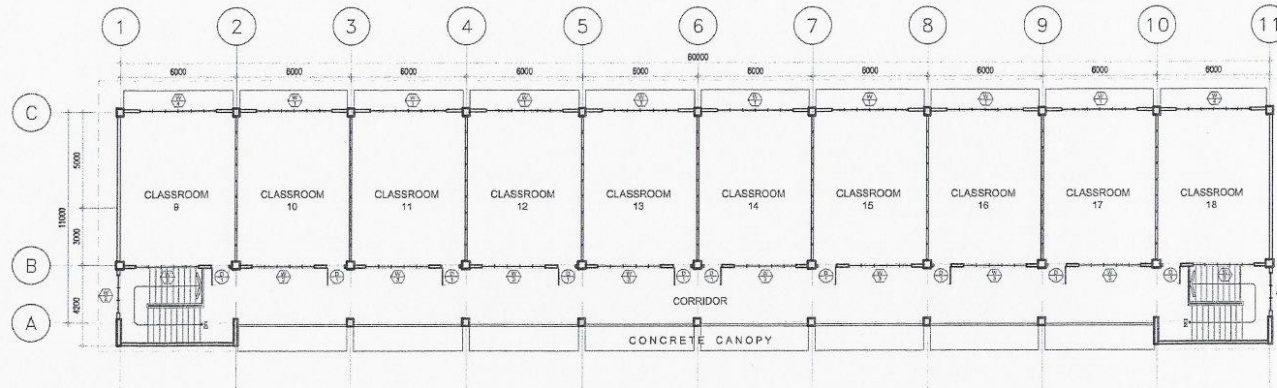 1 2 3 4 5 6 7 8 9 10 11
60000
6000 6000 6000 6000 6000 6000 6000 6000 6000 6000
C
5000
11000
3000
B
4200
A
CLASSROOM
9
CLASSROOM
10
CLASSROOM
11
CLASSROOM
12
CLASSROOM
13
CLASSROOM
14
CLASSROOM
15
CLASSROOM
16
CLASSROOM
17
CLASSROOM
18
CORRIDOR
CONCRETE CANOPY